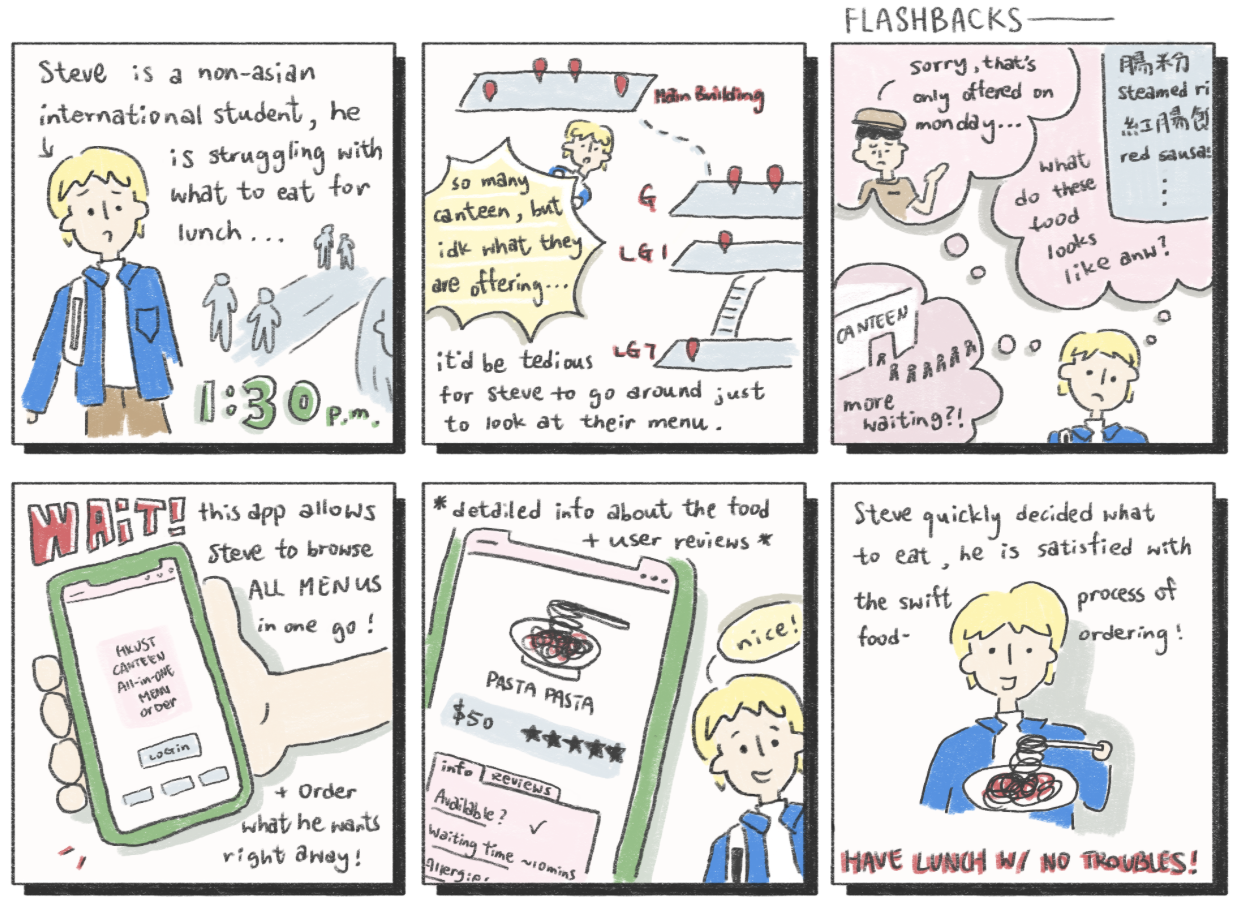 FLASHBACKS
Steve is a non-asian
international student, he
is struggling with
what to eat for
lunch...
1:30 p.m.
Main Building
so many
canteen, but
idk what they
are offering...
G
LG1
LG7
it'd be tedious
for steve to go around just
to look at their menu.
sorry, that's
only offered on
monday...
腸粉
steamed ri
紅腸飯
red sausa
⋮
what
do these
food
looks
like anw?
CANTEEN
more
waiting?!
WAIT!
this app allows
Steve to browse
ALL MENUS
in one go!
HKUST
CANTEEN
All-in-ONE
MENU
order
LOGin
+ Order
what he wants
right away!
*detailed info about the food
+ user reviews*
PASTA PASTA
$50 ★★★★★
info reviews
Available? ✓
Waiting time ~10mins
Allergi
nice!
Steve quickly decided what
to eat, he is satisfied with
the swift process of
food-ordering!
HAVE LUNCH W/ NO TROUBLES!